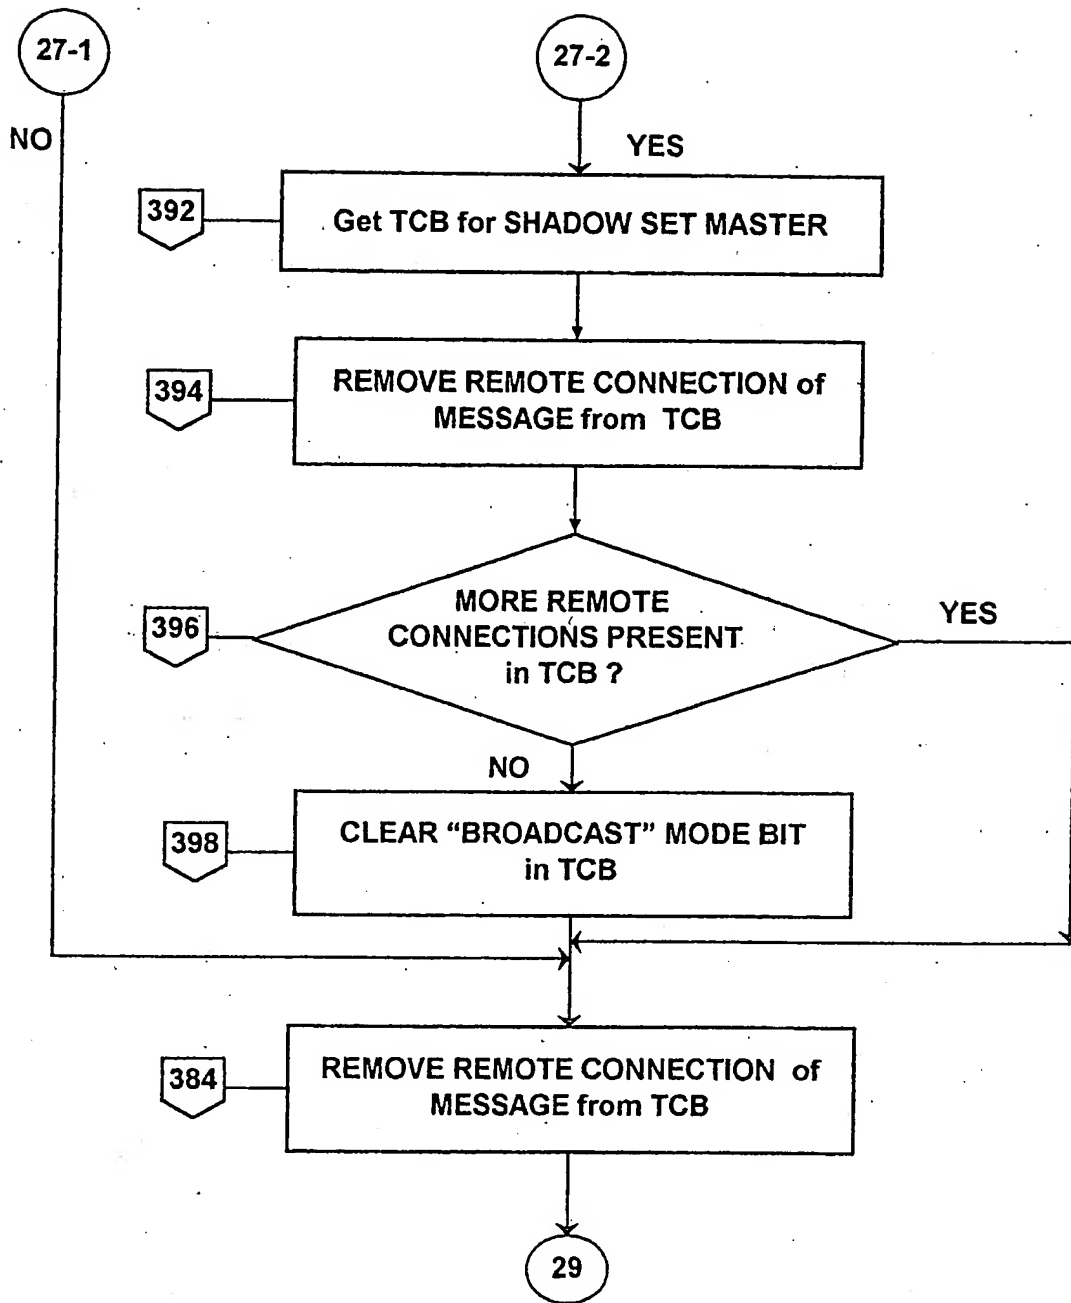 27-1
27-2
NO
YES
392
Get TCB for SHADOW SET MASTER
394
REMOVE REMOTE CONNECTION of
MESSAGE from TCB
396
MORE REMOTE
CONNECTIONS PRESENT
in TCB ?
YES
NO
398
CLEAR “BROADCAST” MODE BIT
in TCB
384
REMOVE REMOTE CONNECTION of
MESSAGE from TCB
29